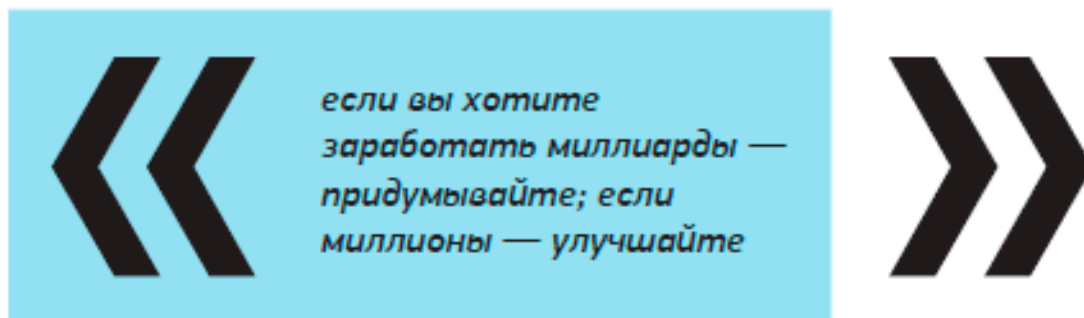 «
если вы хотите
заработать миллиарды —
придумывайте; если
миллионы — улучшайте
»